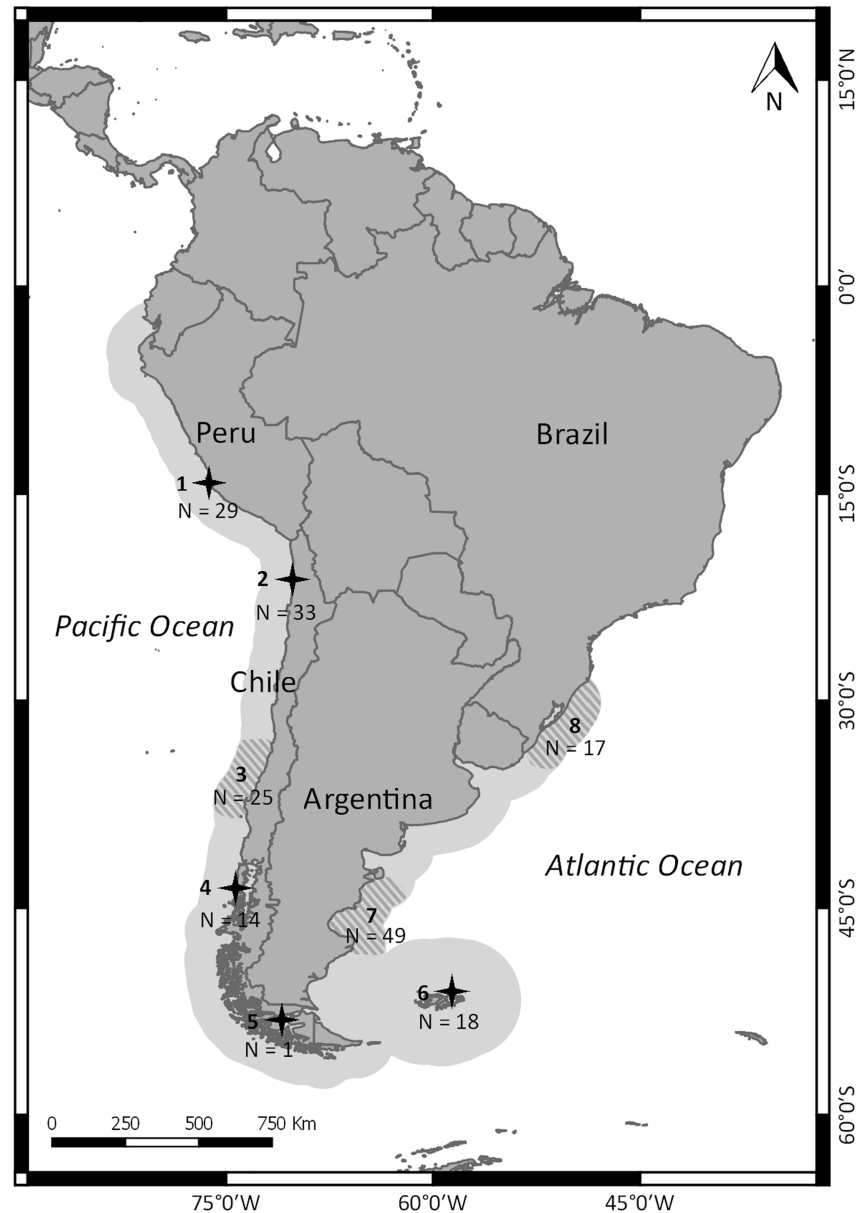 N
15°0'N
0°0'
Peru
Brazil
1
N = 29
15°0'S
2
N = 33
Pacific Ocean
Chile
30°0'S
8
N = 17
3
N = 25
Argentina
Atlantic Ocean
4
N = 14
7
N = 49
45°0'S
6
N = 18
5
N = 1
0 250 500 750 Km
60°0'S
75°0'W 60°0'W 45°0'W